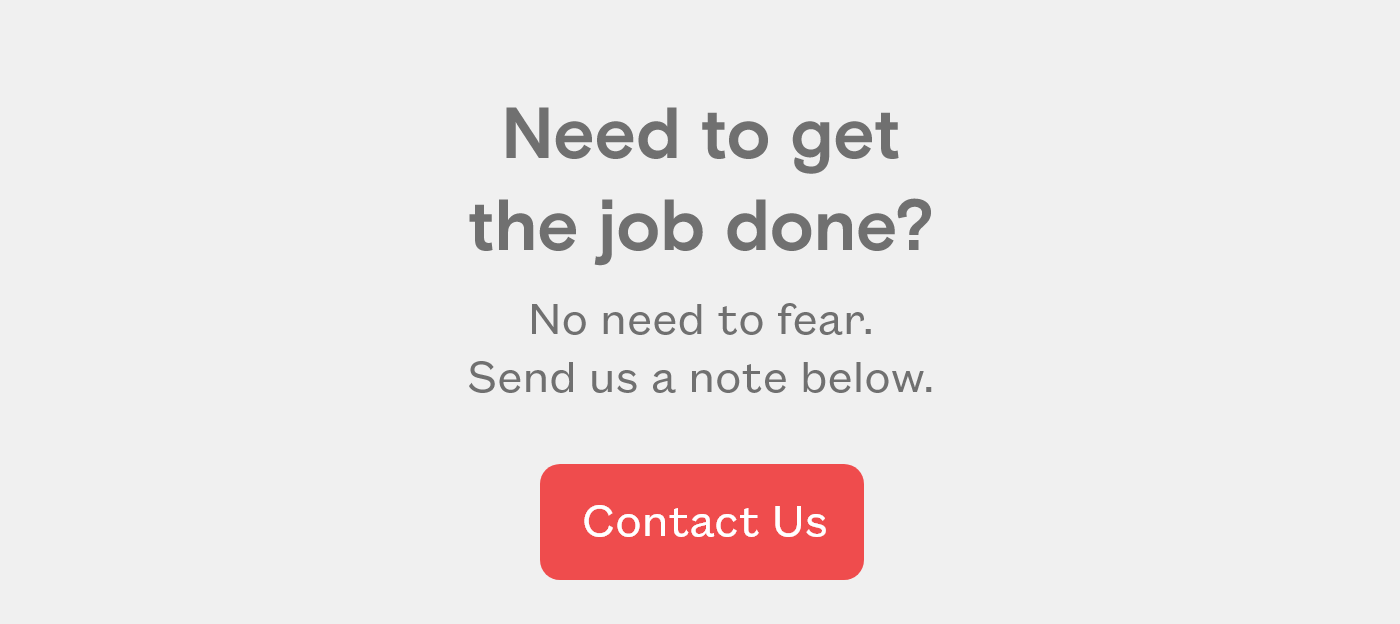 Need to get
the job done?
No need to fear.
Send us a note below.
Contact Us